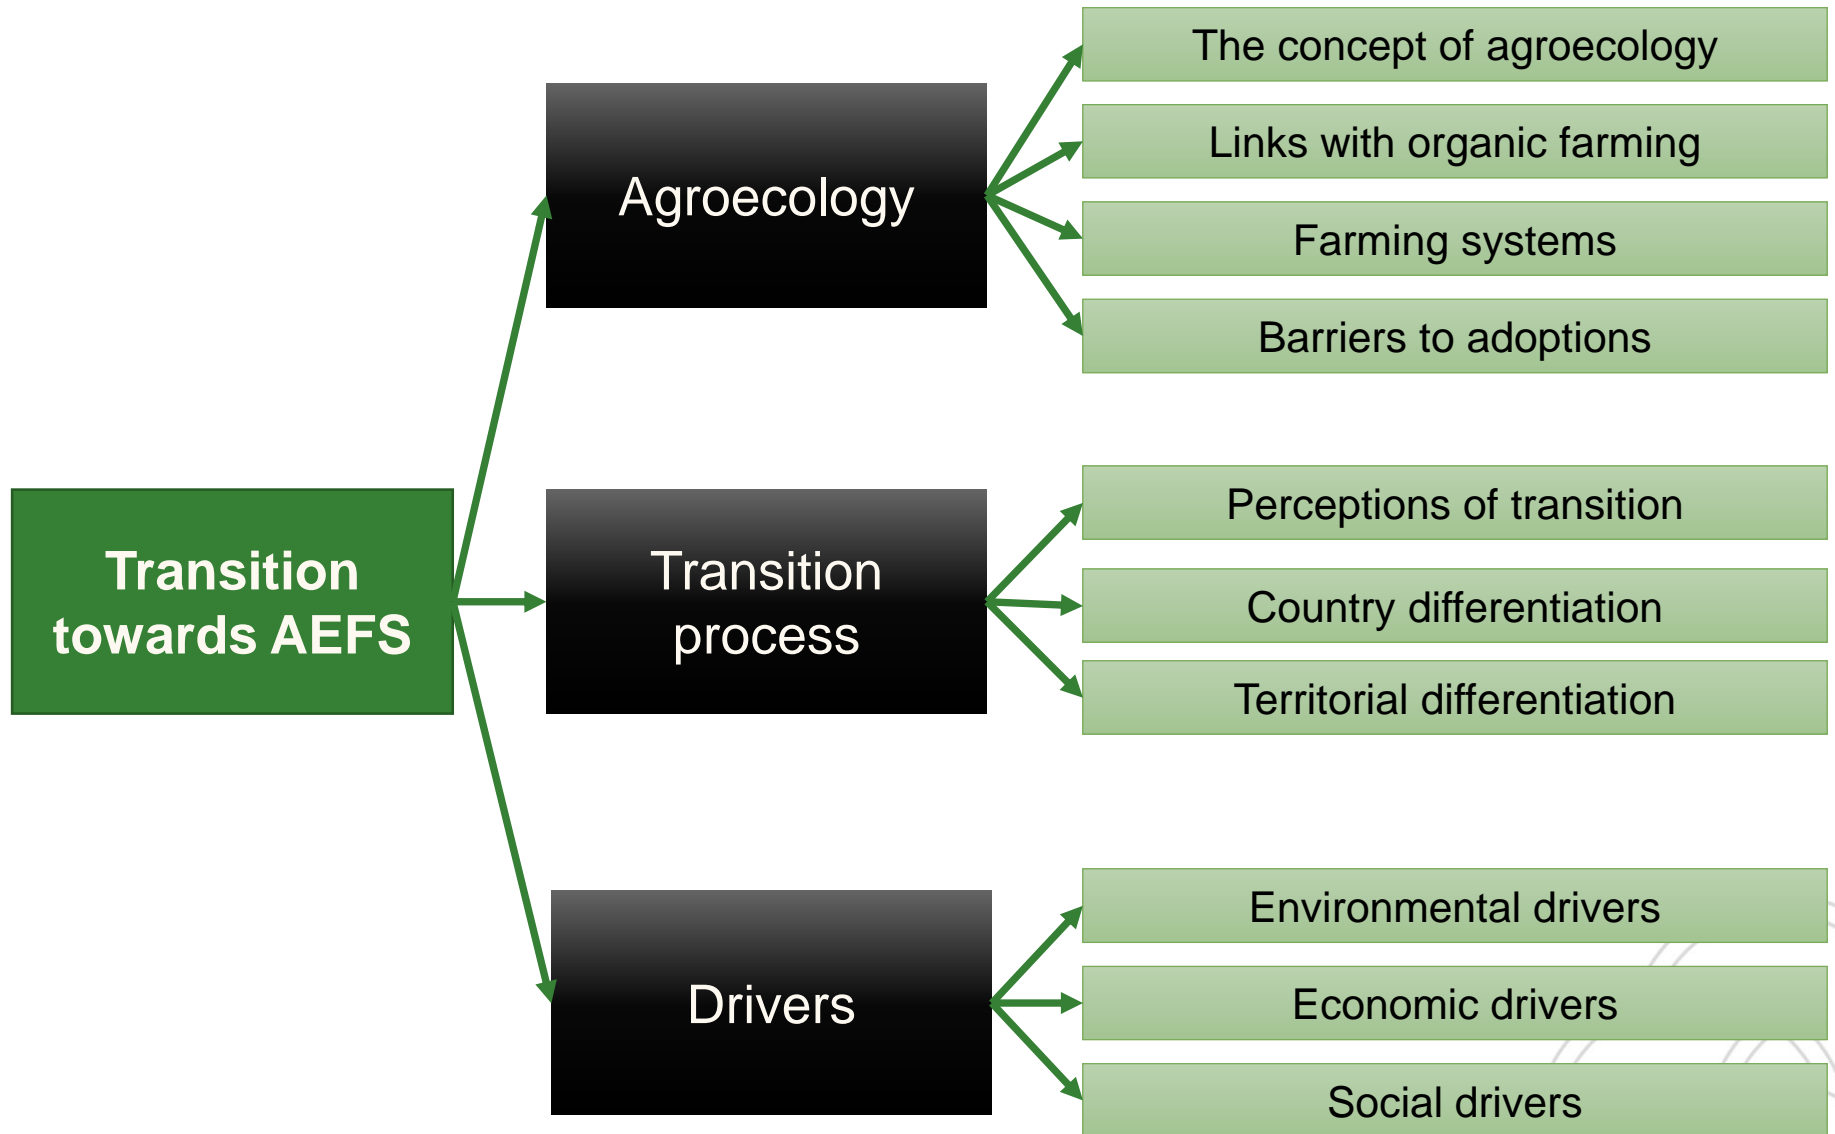 Transition
towards AEFS
Agroecology
The concept of agroecology
Links with organic farming
Farming systems
Barriers to adoptions
Transition
process
Perceptions of transition
Country differentiation
Territorial differentiation
Drivers
Environmental drivers
Economic drivers
Social drivers